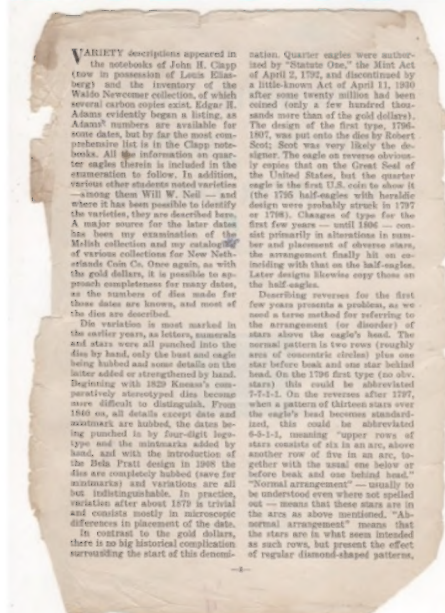 VARIETY descriptions appeared in
the notebooks of John H. Clapp
(now in possession of Louis Elias-
berg) and the inventory of the
Waldo Newcomer collection, of which
several carbon copies exist. Edgar H.
Adams evidently began a listing, as
Adams' numbers are available for
some dates, but by far the most com-
prehensive list is in the Clapp note-
books. All the information on quar-
ter eagles therein is included in the
enumeration to follow. In addition,
various other students noted varieties
—among them Will W. Neil — and
where it has been possible to identify
the varieties, they are described here.
A major source for the later dates
has been my examination of the
Melish collection and my cataloging
of various collections for New Neth-
erlands Coin Co. Once again, as with
the gold dollars, it is possible to ap-
proach completeness for many dates,
as the numbers of dies made for
those dates are known, and most of
the dies are described.
Die variation is most marked in
the earlier years, as letters, numerals
and stars were all punched into the
dies by hand, only the bust and eagle
being hubbed and some details on the
latter added or strengthened by hand.
Beginning with 1829 Kneass's com-
paratively stereotyped dies become
more difficult to distinguish. From
1840 on, all details except date and
mintmark are hubbed, the dates be-
ing punched in by four-digit logo-
type and the mintmarks added by
hand, and with the introduction of
the Bela Pratt design in 1908 the
dies are completely hubbed (save for
mintmarks) and variations are all
but indistinguishable. In practice,
variation after about 1879 is trivial
and consists mostly in microscopic
differences in placement of the date.
In contrast to the gold dollars,
there is no big historical complication
surrounding the start of this denomi-
nation. Quarter eagles were author-
ized by "Statute One," the Mint Act
of April 2, 1792, and discontinued by
a little-known Act of April 11, 1930
after some twenty million had been
coined (only a few hundred thous-
ands more than of the gold dollars).
The design of the first type, 1796-
1807, was put onto the dies by Robert
Scot; Scot was very likely the de-
signer. The eagle on reverse obvious-
ly copies that on the Great Seal of
the United States, but the quarter
eagle is the first U.S. coin to show it
(the 1795 half-eagles with heraldic
design were probably struck in 1797
or 1798). Changes of type for the
first few years — until 1806 — con-
sist primarily in alterations in num-
ber and placement of obverse stars,
the arrangement finally hit on co-
inciding with that on the half-eagles.
Later designs likewise copy those on
the half-eagles.
Describing reverses for the first
few years presents a problem, as we
need a terse method for referring to
the arrangement (or disorder) of
stars above the eagle's head. The
normal pattern is two rows (roughly
arcs of concentric circles) plus one
star before beak and one star behind
head. On the 1796 first type (no obv.
stars) this could be abbreviated
7-7-1-1. On the reverses after 1797,
when a pattern of thirteen stars over
the eagle's head becomes standard-
ized, this could be abbreviated
6-5-1-1, meaning "upper rows of
stars consists of six in an arc, above
another row of five in an arc, to-
gether with the usual one below or
before beak and one behind head."
"Normal arrangement" — usually to
be understood even where not spelled
out — means that these stars are in
the arcs as above mentioned. "Ab-
normal arrangement" means that
the stars are in what seem intended
as such rows, but present the effect
of regular diamond-shaped patterns,